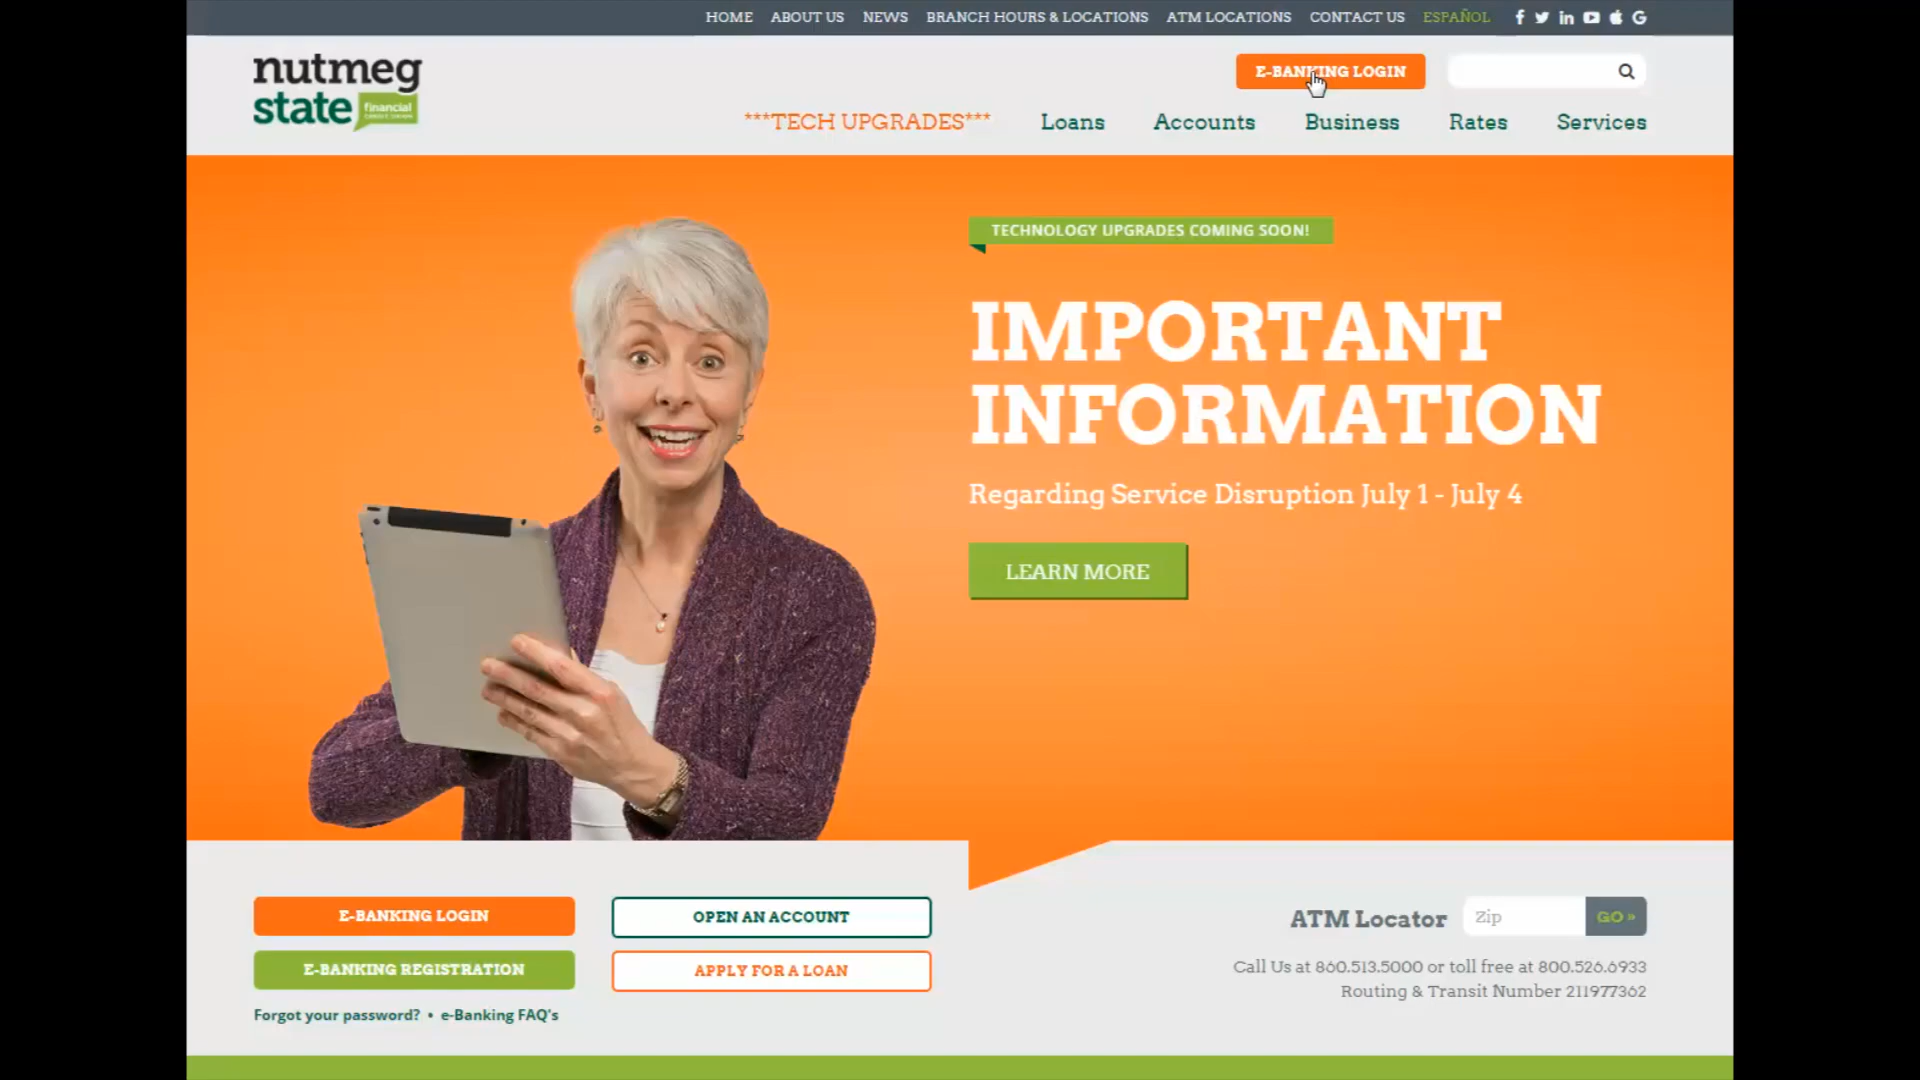 HOME ABOUT US NEWS BRANCH HOURS & LOCATIONS ATM LOCATIONS CONTACT US ESPAÑOL
nutmeg
state financial
CREDIT UNION
E-BANKING LOGIN
***TECH UPGRADES*** Loans Accounts Business Rates Services
TECHNOLOGY UPGRADES COMING SOON!
IMPORTANT
INFORMATION
Regarding Service Disruption July 1 - July 4
LEARN MORE
E-BANKING LOGIN
OPEN AN ACCOUNT
E-BANKING REGISTRATION
APPLY FOR A LOAN
Forgot your password? • e-Banking FAQ's
ATM Locator Zip GO »
Call Us at 860.513.5000 or toll free at 800.526.6933
Routing & Transit Number 211977362